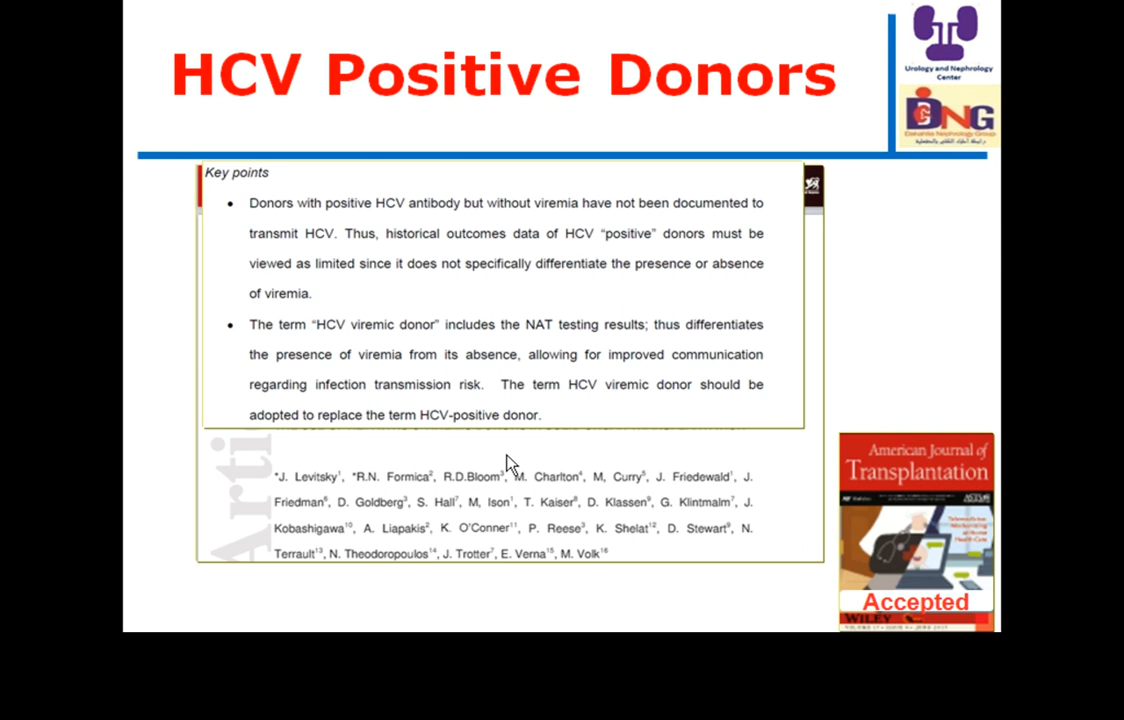 HCV Positive Donors
Urology and Nephrology
Center
DCNG
Dakahlia Nephrology Group
Key points
• Donors with positive HCV antibody but without viremia have not been documented to
transmit HCV. Thus, historical outcomes data of HCV “positive” donors must be
viewed as limited since it does not specifically differentiate the presence or absence
of viremia.
• The term “HCV viremic donor” includes the NAT testing results; thus differentiates
the presence of viremia from its absence, allowing for improved communication
regarding infection transmission risk. The term HCV viremic donor should be
adopted to replace the term HCV-positive donor.
Arti
*J. Levitsky¹, *R.N. Formica², R.D.Bloom³, M. Charlton⁴, M, Curry⁵, J. Friedewald¹, J.
Friedman⁶, D. Goldberg³, S. Hall⁷, M, Ison¹, T. Kaiser⁸, D. Klassen⁹, G. Klintmalm⁷, J.
Kobashigawa¹⁰, A. Liapakis², K. O’Conner¹¹, P. Reese³, K. Shelat¹², D. Stewart⁹, N.
Terrault¹³, N. Theodoropoulos¹⁴, J. Trotter⁷, E. Verna¹⁵, M. Volk¹⁶
American Journal of
Transplantation
Accepted
WILEY